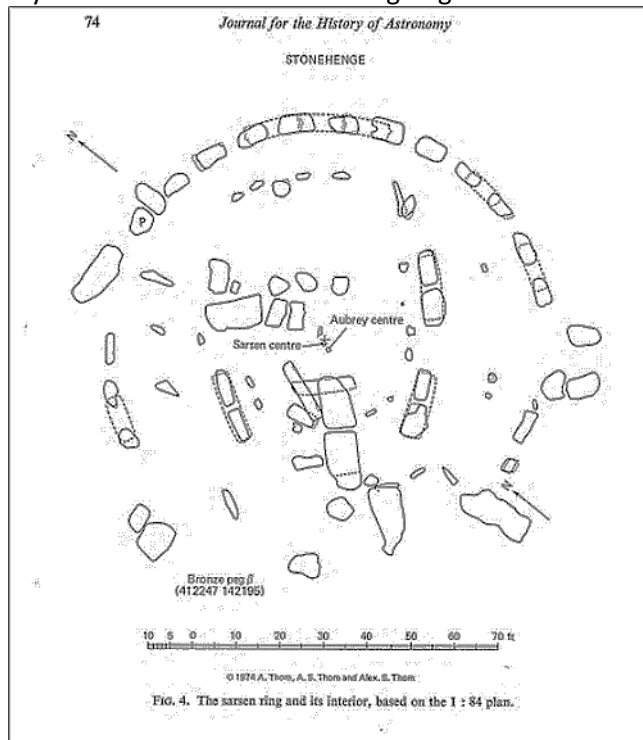 74
Journal for the History of Astronomy
STONEHENGE
N
?
Aubrey centre
β
Sarsen centre
N
Bronze peg β
(412247 142195)
10 5 0 10 20 30 40 50 60 70 ft
© 1974 A. Thom, A. S. Thom and Alex. S. Thom
FIG. 4. The sarsen ring and its interior, based on the 1 : 84 plan.